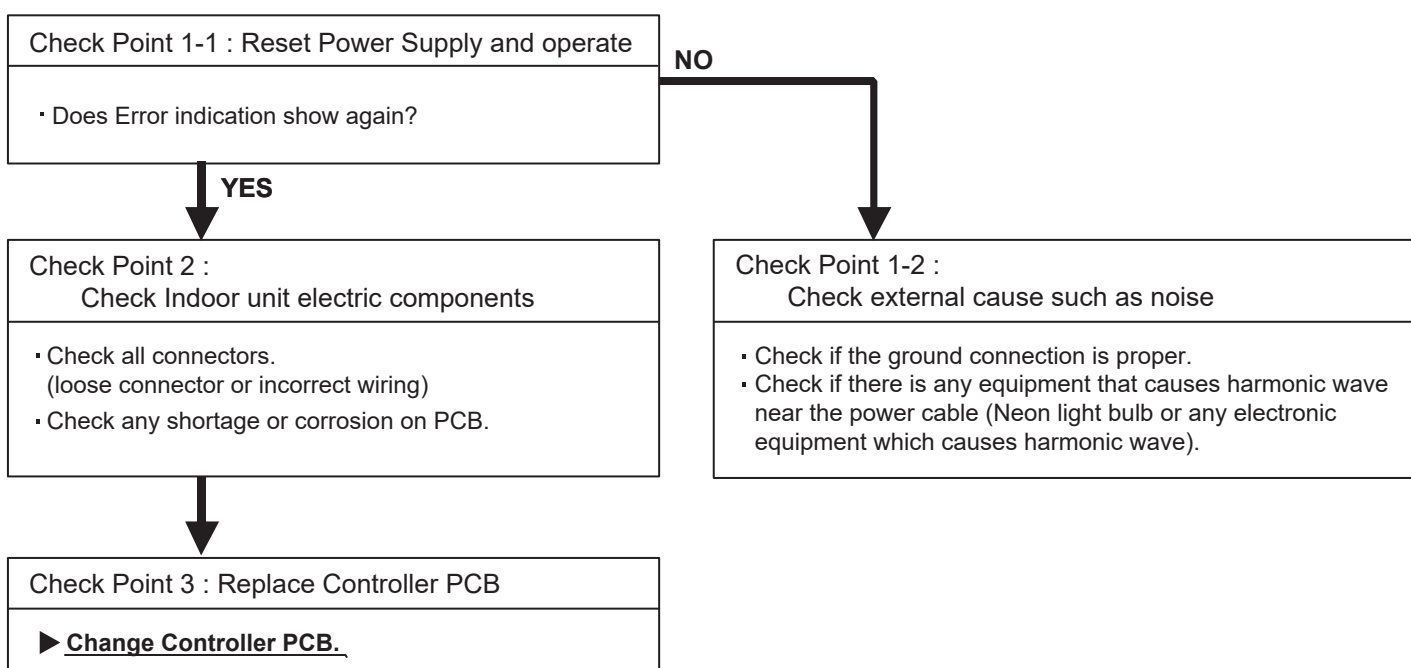 Check Point 1-1 : Reset Power Supply and operate
・Does Error indication show again?
NO
YES
Check Point 2 :
Check Indoor unit electric components
・Check all connectors.
(loose connector or incorrect wiring)
・Check any shortage or corrosion on PCB.
Check Point 1-2 :
Check external cause such as noise
・Check if the ground connection is proper.
・Check if there is any equipment that causes harmonic wave
near the power cable (Neon light bulb or any electronic
equipment which causes harmonic wave).
Check Point 3 : Replace Controller PCB
▶Change Controller PCB.